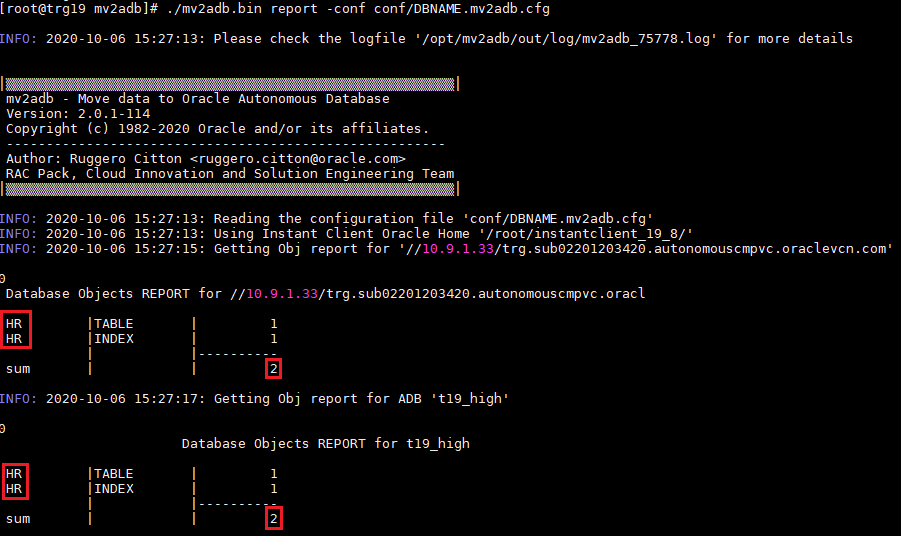 [root@trg19 mv2adb]# ./mv2adb.bin report -conf conf/DBNAME.mv2adb.cfg
INFO: 2020-10-06 15:27:13: Please check the logfile '/opt/mv2adb/out/log/mv2adb_75778.log' for more details
mv2adb - Move data to Oracle Autonomous Database
Version: 2.0.1-114
Copyright (c) 1982-2020 Oracle and/or its affiliates.
-------------------------------------------------------
Author: Ruggero Citton <ruggero.citton@oracle.com>
RAC Pack, Cloud Innovation and Solution Engineering Team
INFO: 2020-10-06 15:27:13: Reading the configuration file 'conf/DBNAME.mv2adb.cfg'
INFO: 2020-10-06 15:27:13: Using Instant Client Oracle Home '/root/instantclient_19_8/'
INFO: 2020-10-06 15:27:15: Getting Obj report for '//10.9.1.33/trg.sub02201203420.autonomouscmpvc.oraclevcn.com'
0
Database Objects REPORT for //10.9.1.33/trg.sub02201203420.autonomouscmpvc.oracl
HR |TABLE | 1
HR |INDEX | 1
| |----------
sum | | 2
INFO: 2020-10-06 15:27:17: Getting Obj report for ADB 't19_high'
0
Database Objects REPORT for t19_high
HR |TABLE | 1
HR |INDEX | 1
| |----------
sum | | 2